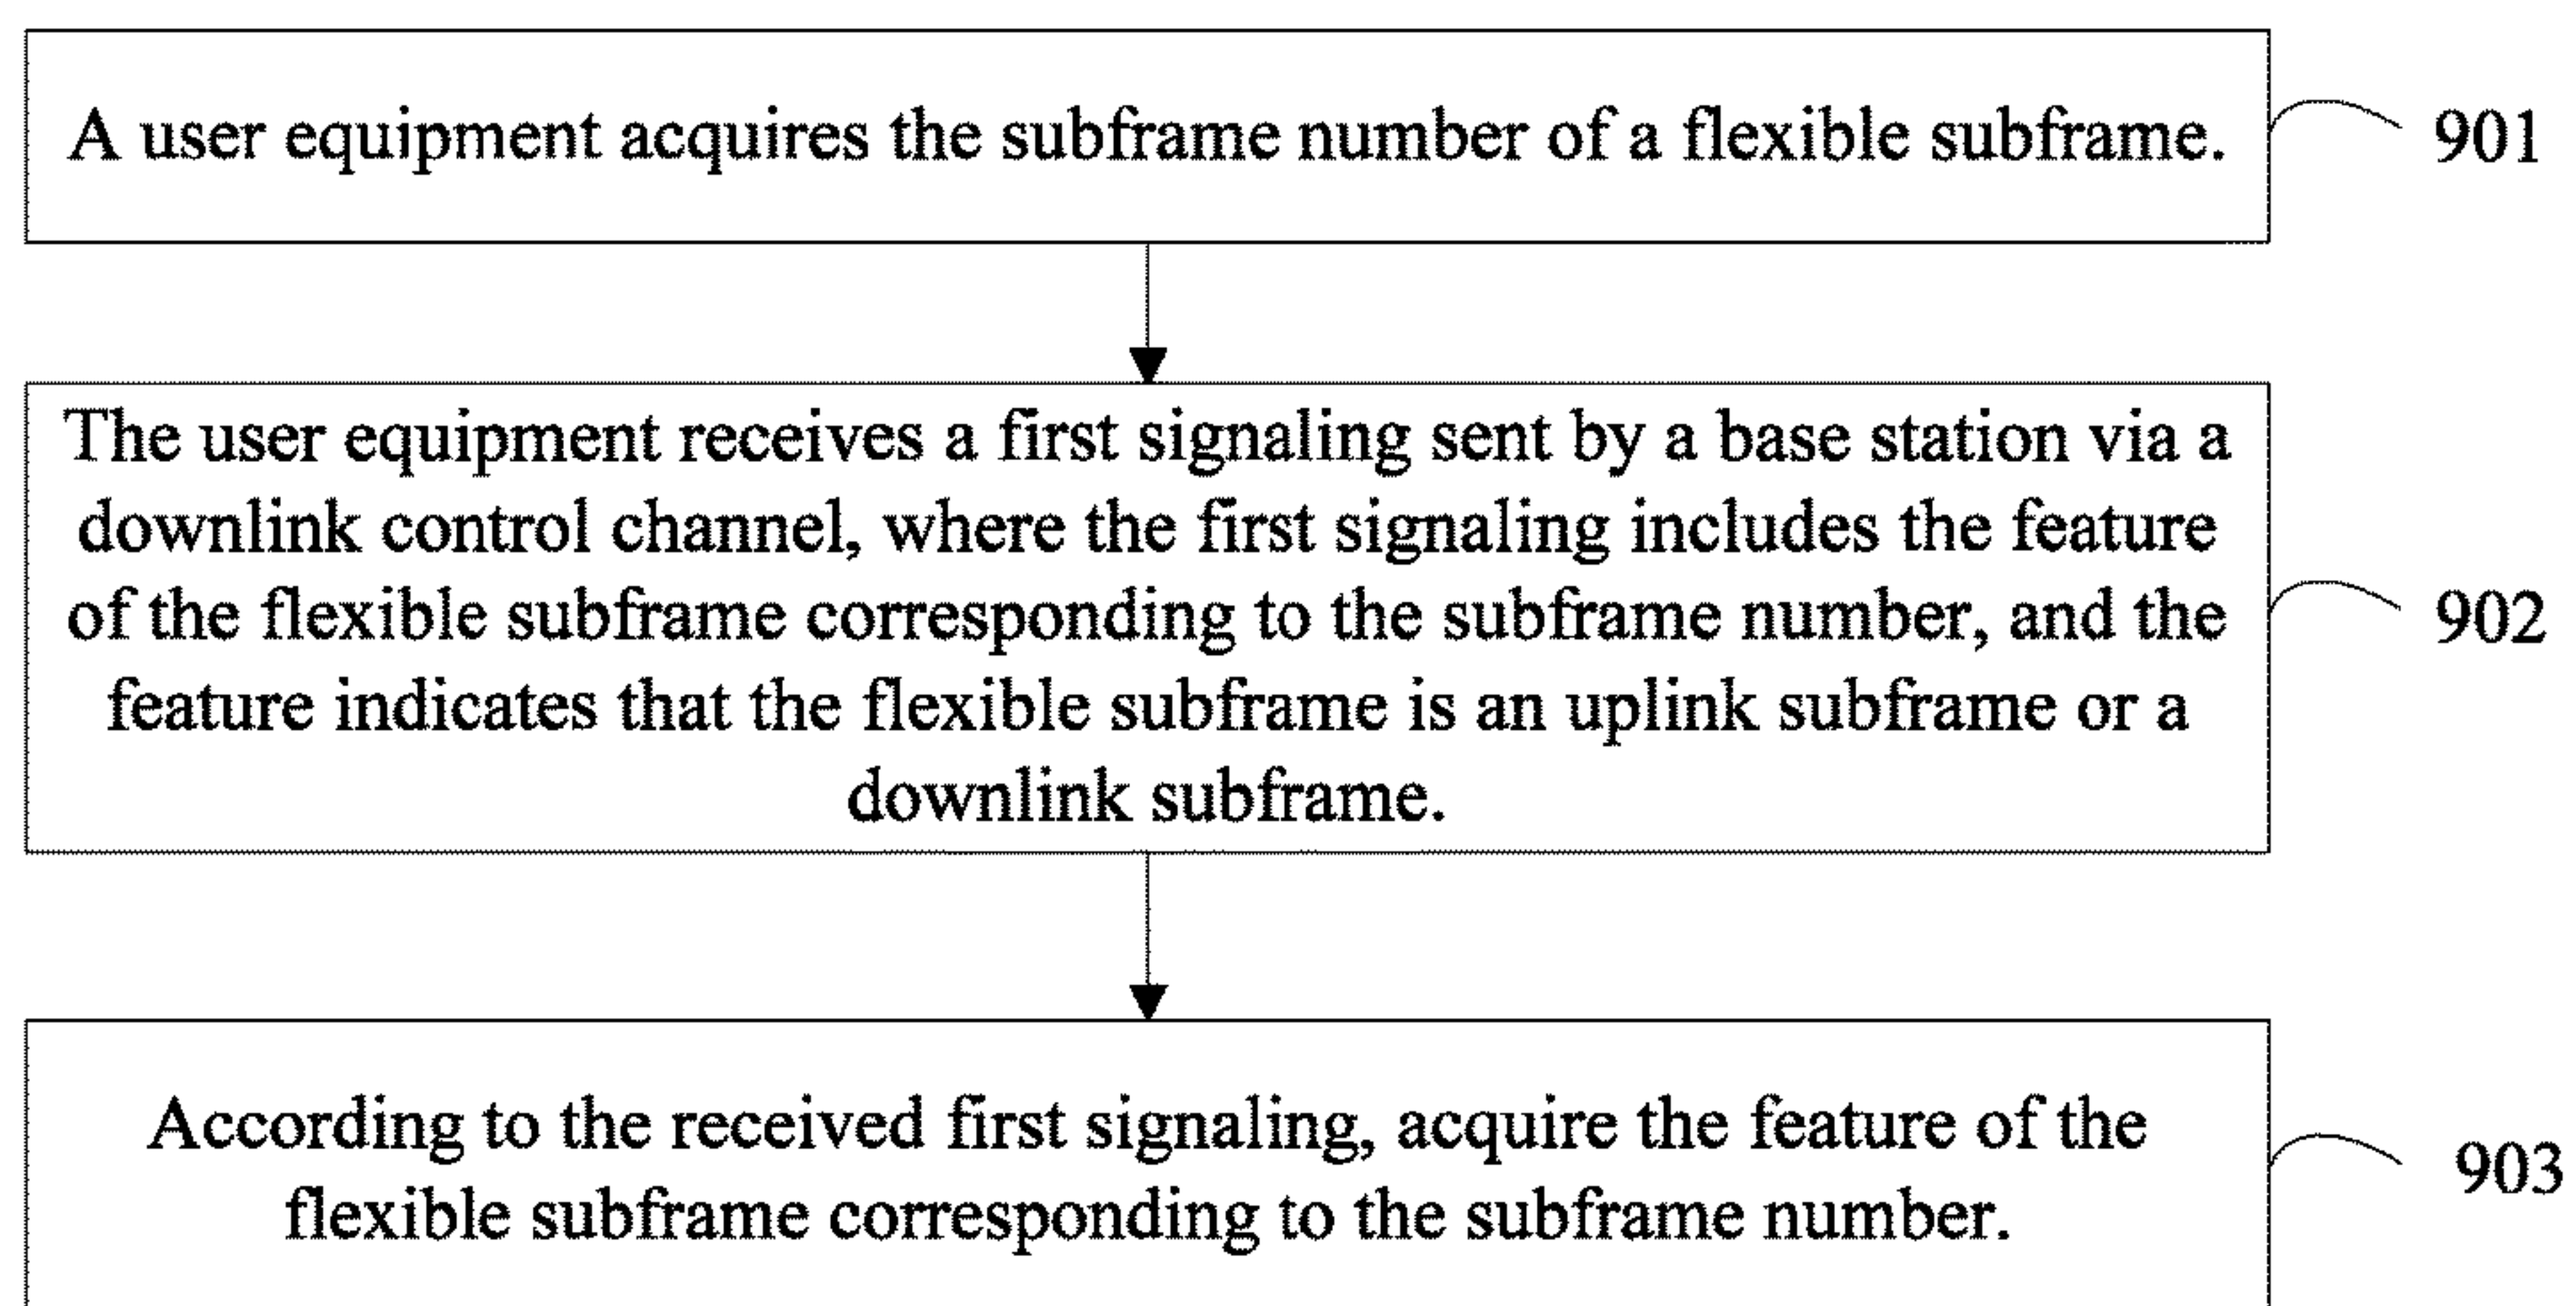 A user equipment acquires the subframe number of a flexible subframe.
901
The user equipment receives a first signaling sent by a base station via a
downlink control channel, where the first signaling includes the feature
of the flexible subframe corresponding to the subframe number, and the
feature indicates that the flexible subframe is an uplink subframe or a
downlink subframe.
902
According to the received first signaling, acquire the feature of the
flexible subframe corresponding to the subframe number.
903